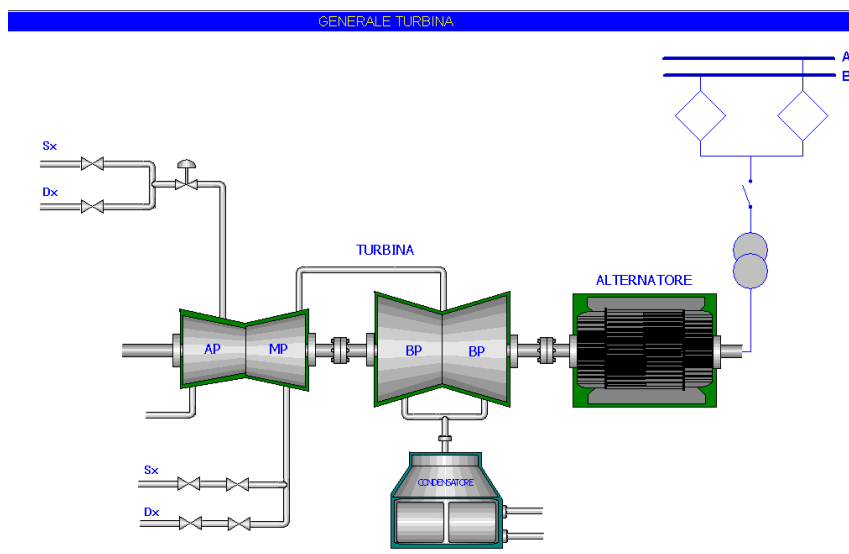 GENERALE TURBINA
A
B
Sx
Dx
TURBINA
ALTERNATORE
AP
MP
BP
BP
Sx
CONDENSATORE
Dx